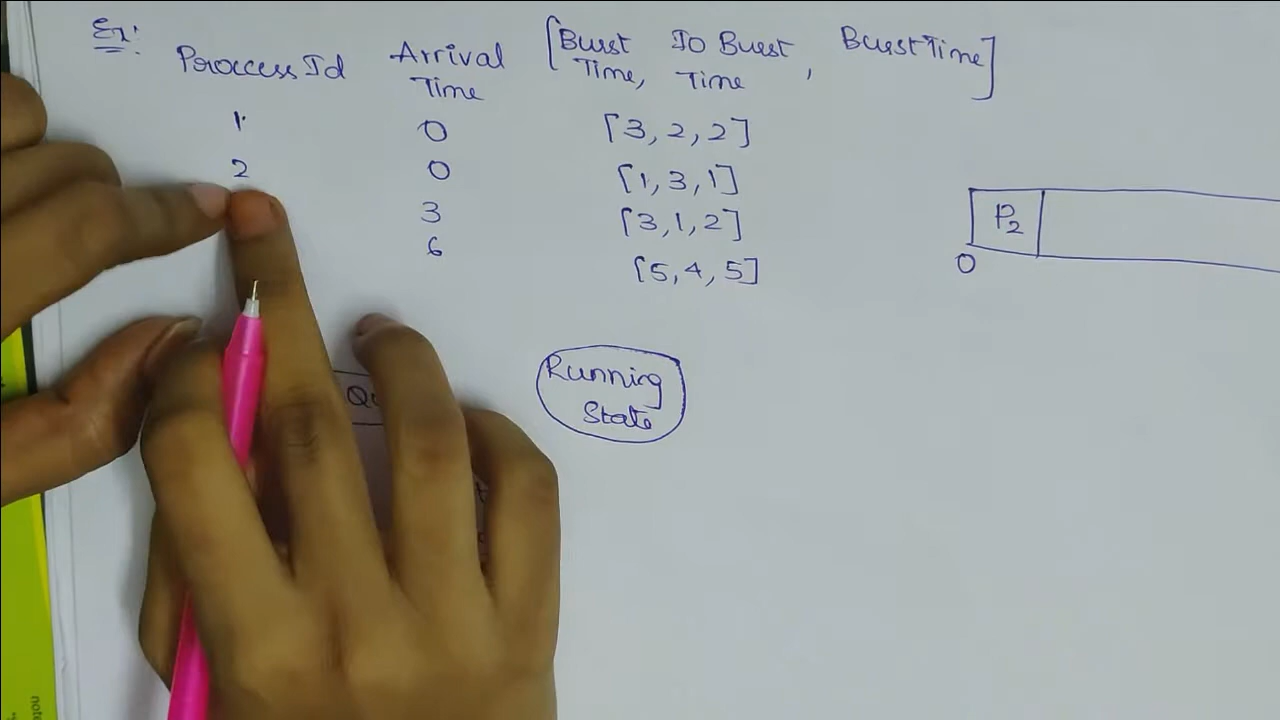 Ex:
Process Id Arrival Time [Burst Time, IO Burst Time, Burst Time]
1 0 [3, 2, 2]
2 0 [1, 3, 1]
3 [3, 1, 2]
6 [5, 4, 5]
P2
0
Running
State